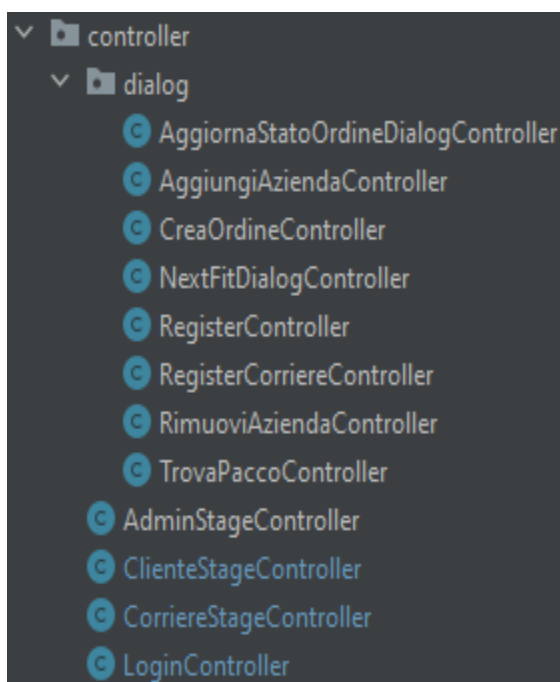 controller
dialog
AggiornaStatoOrdineDialogController
AggiungiAziendaController
CreaOrdineController
NextFitDialogController
RegisterController
RegisterCorriereController
RimuoviAziendaController
TrovaPaccoController
AdminStageController
ClienteStageController
CorriereStageController
LoginController